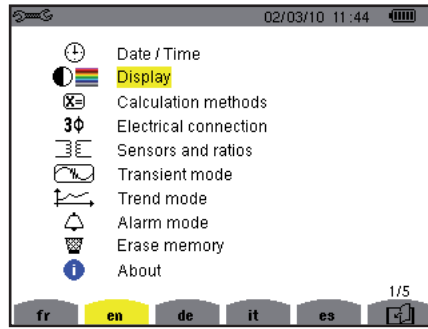 02/03/10 11:44
Date / Time
Display
Calculation methods
3ф Electrical connection
Sensors and ratios
Transient mode
Trend mode
Alarm mode
Erase memory
About
1/5
fr en de it es